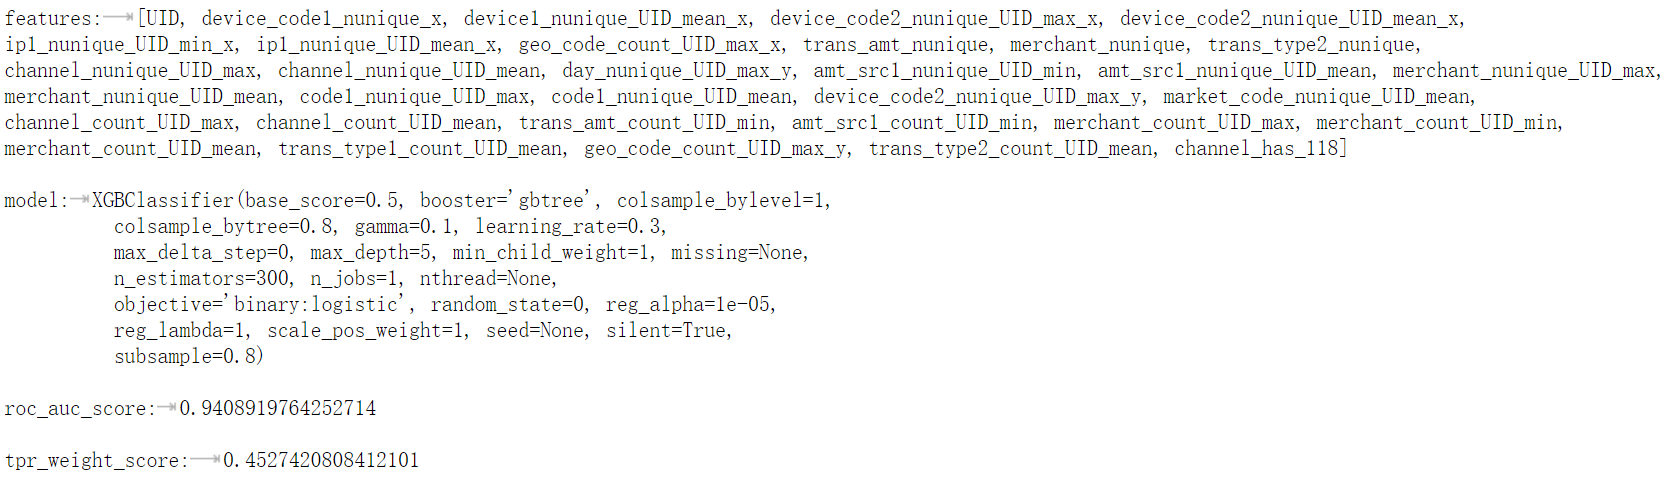 features: [UID, device_code1_nunique_x, device1_nunique_UID_mean_x, device_code2_nunique_UID_max_x, device_code2_nunique_UID_mean_x,
ip1_nunique_UID_min_x, ip1_nunique_UID_mean_x, geo_code_count_UID_max_x, trans_amt_nunique, merchant_nunique, trans_type2_nunique,
channel_nunique_UID_max, channel_nunique_UID_mean, day_nunique_UID_max_y, amt_src1_nunique_UID_min, amt_src1_nunique_UID_mean, merchant_nunique_UID_max,
merchant_nunique_UID_mean, code1_nunique_UID_max, code1_nunique_UID_mean, device_code2_nunique_UID_max_y, market_code_nunique_UID_mean,
channel_count_UID_max, channel_count_UID_mean, trans_amt_count_UID_min, amt_src1_count_UID_min, merchant_count_UID_max, merchant_count_UID_min,
merchant_count_UID_mean, trans_type1_count_UID_mean, geo_code_count_UID_max_y, trans_type2_count_UID_mean, channel_has_118]
model: XGBClassifier(base_score=0.5, booster='gbtree', colsample_bylevel=1,
colsample_bytree=0.8, gamma=0.1, learning_rate=0.3,
max_delta_step=0, max_depth=5, min_child_weight=1, missing=None,
n_estimators=300, n_jobs=1, nthread=None,
objective='binary:logistic', random_state=0, reg_alpha=1e-05,
reg_lambda=1, scale_pos_weight=1, seed=None, silent=True,
subsample=0.8)
roc_auc_score: 0.9408919764252714
tpr_weight_score: 0.4527420808412101